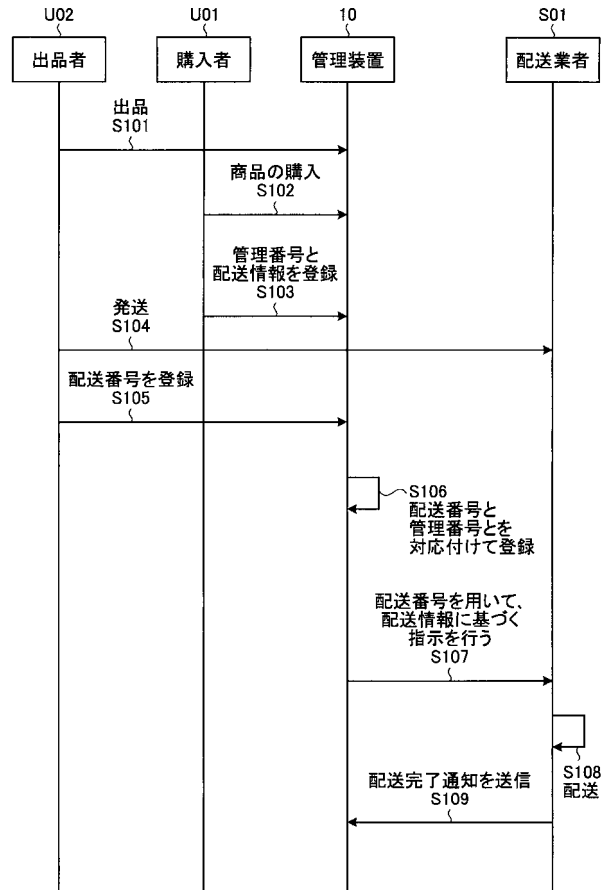 U02
U01
10
S01
出品者
購入者
管理装置
配送業者
出品
S101
商品の購入
S102
管理番号と
配送情報を登録
S103
発送
S104
配送番号を登録
S105
S106
配送番号と
管理番号とを
対応付けて登録
配送番号を用いて、
配送情報に基づく
指示を行う
S107
S108
配送
配送完了通知を送信
S109